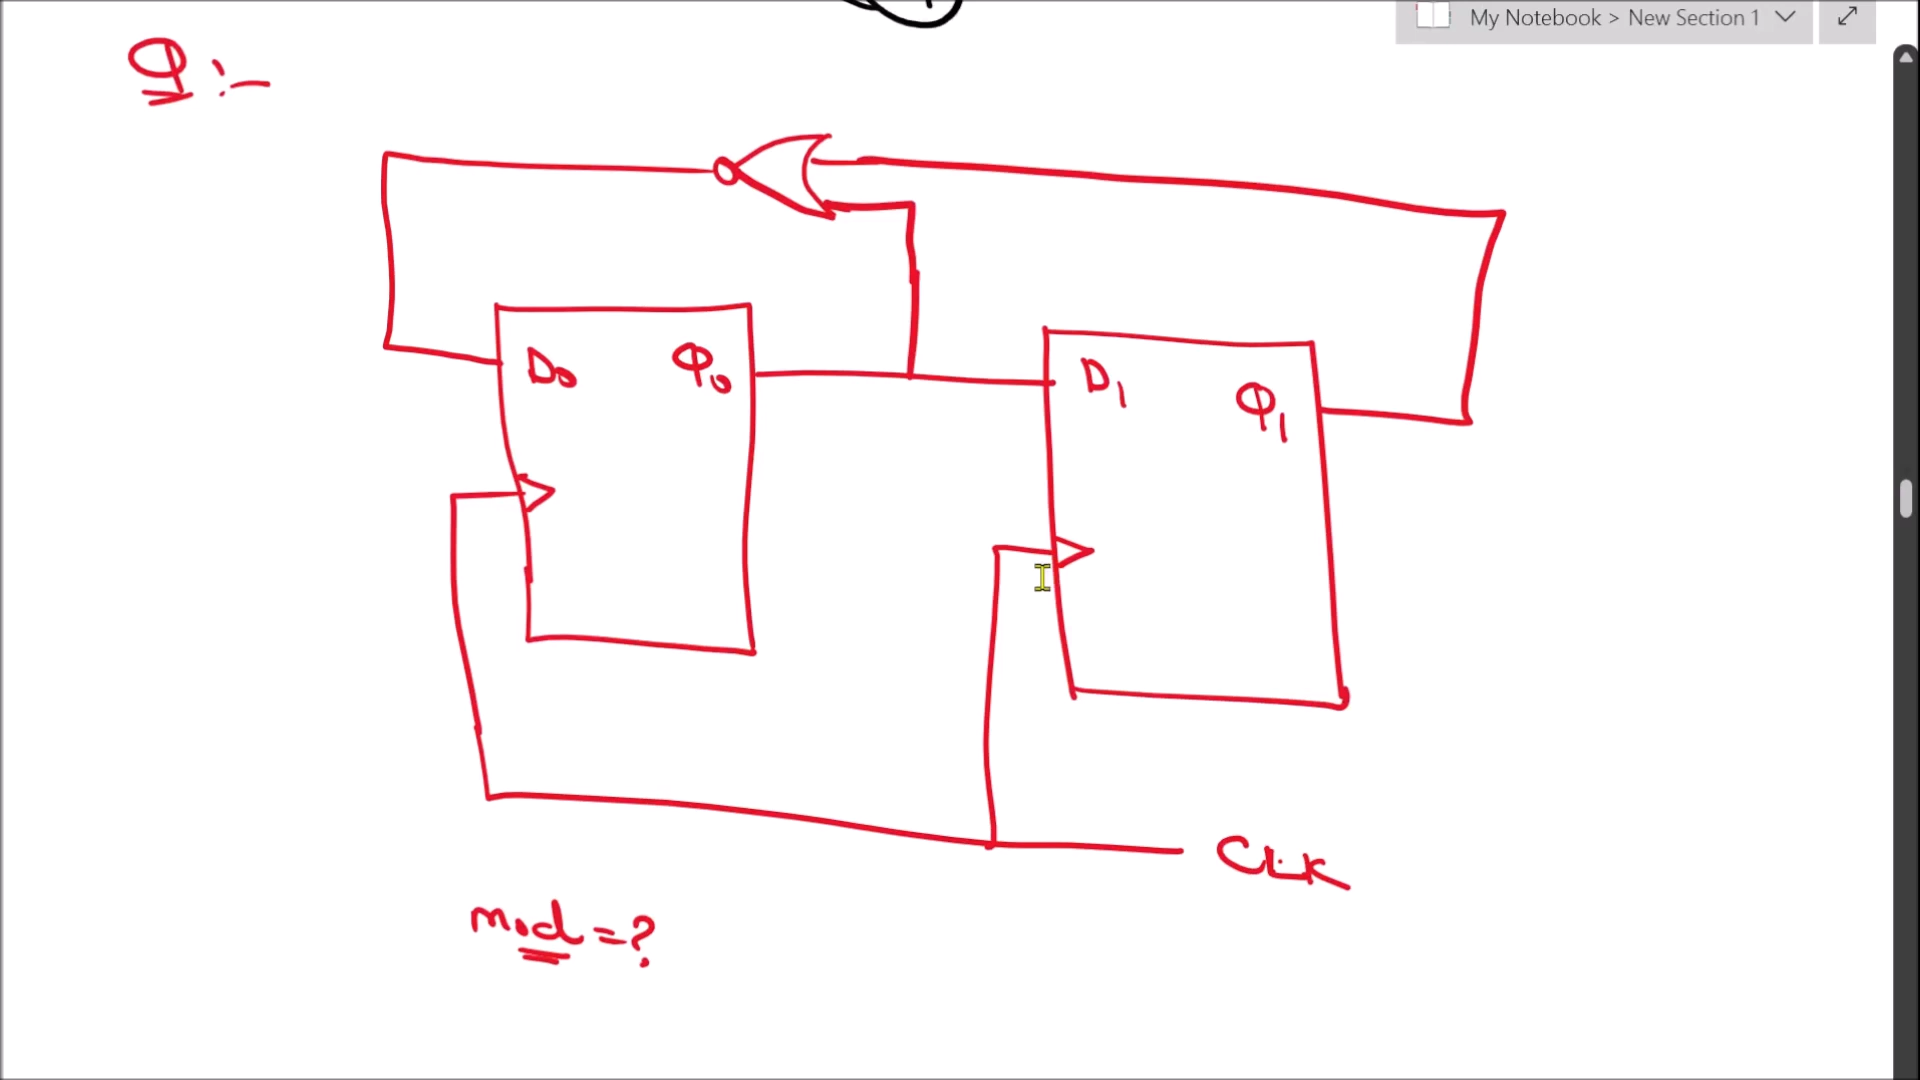 My Notebook > New Section 1
Q :-
D0 Q0
D1 Q1
CLK
mod = ?